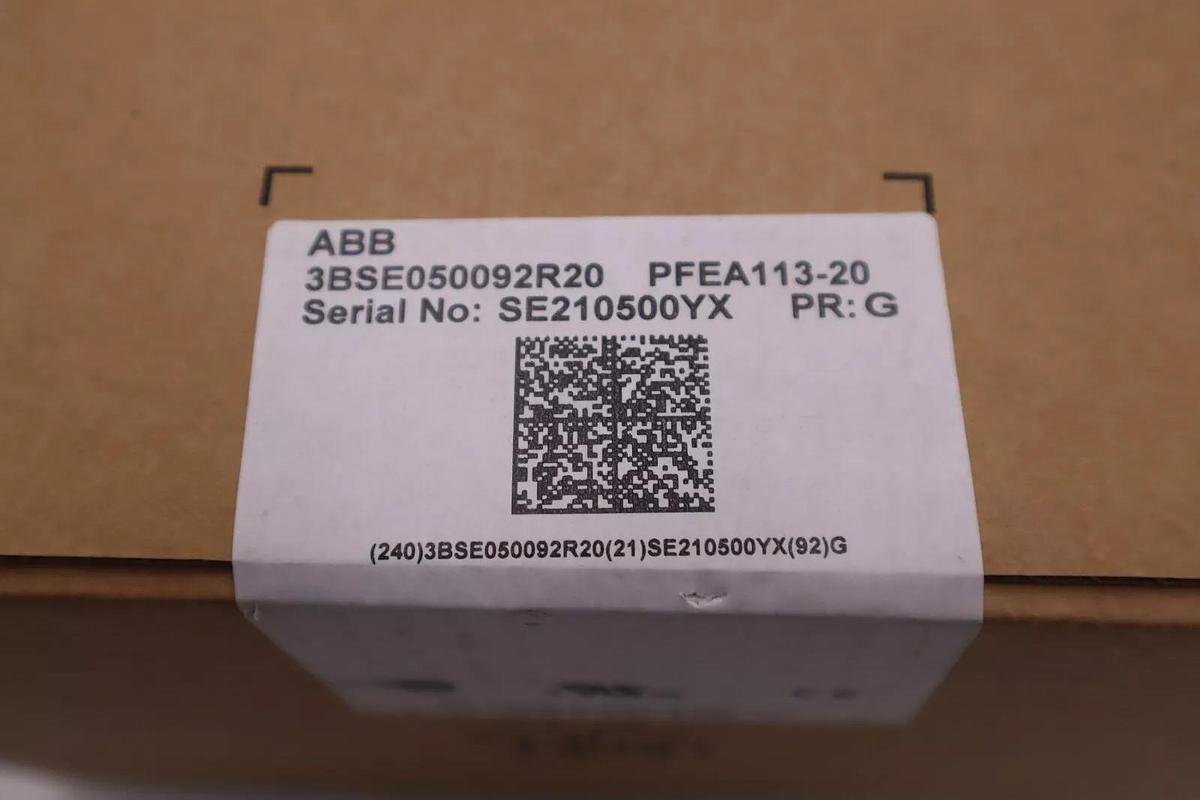 ABB
3BSE050092R20 PFEA113-20
Serial No: SE210500YX PR: G
(240)3BSE050092R20(21)SE210500YX(92)G